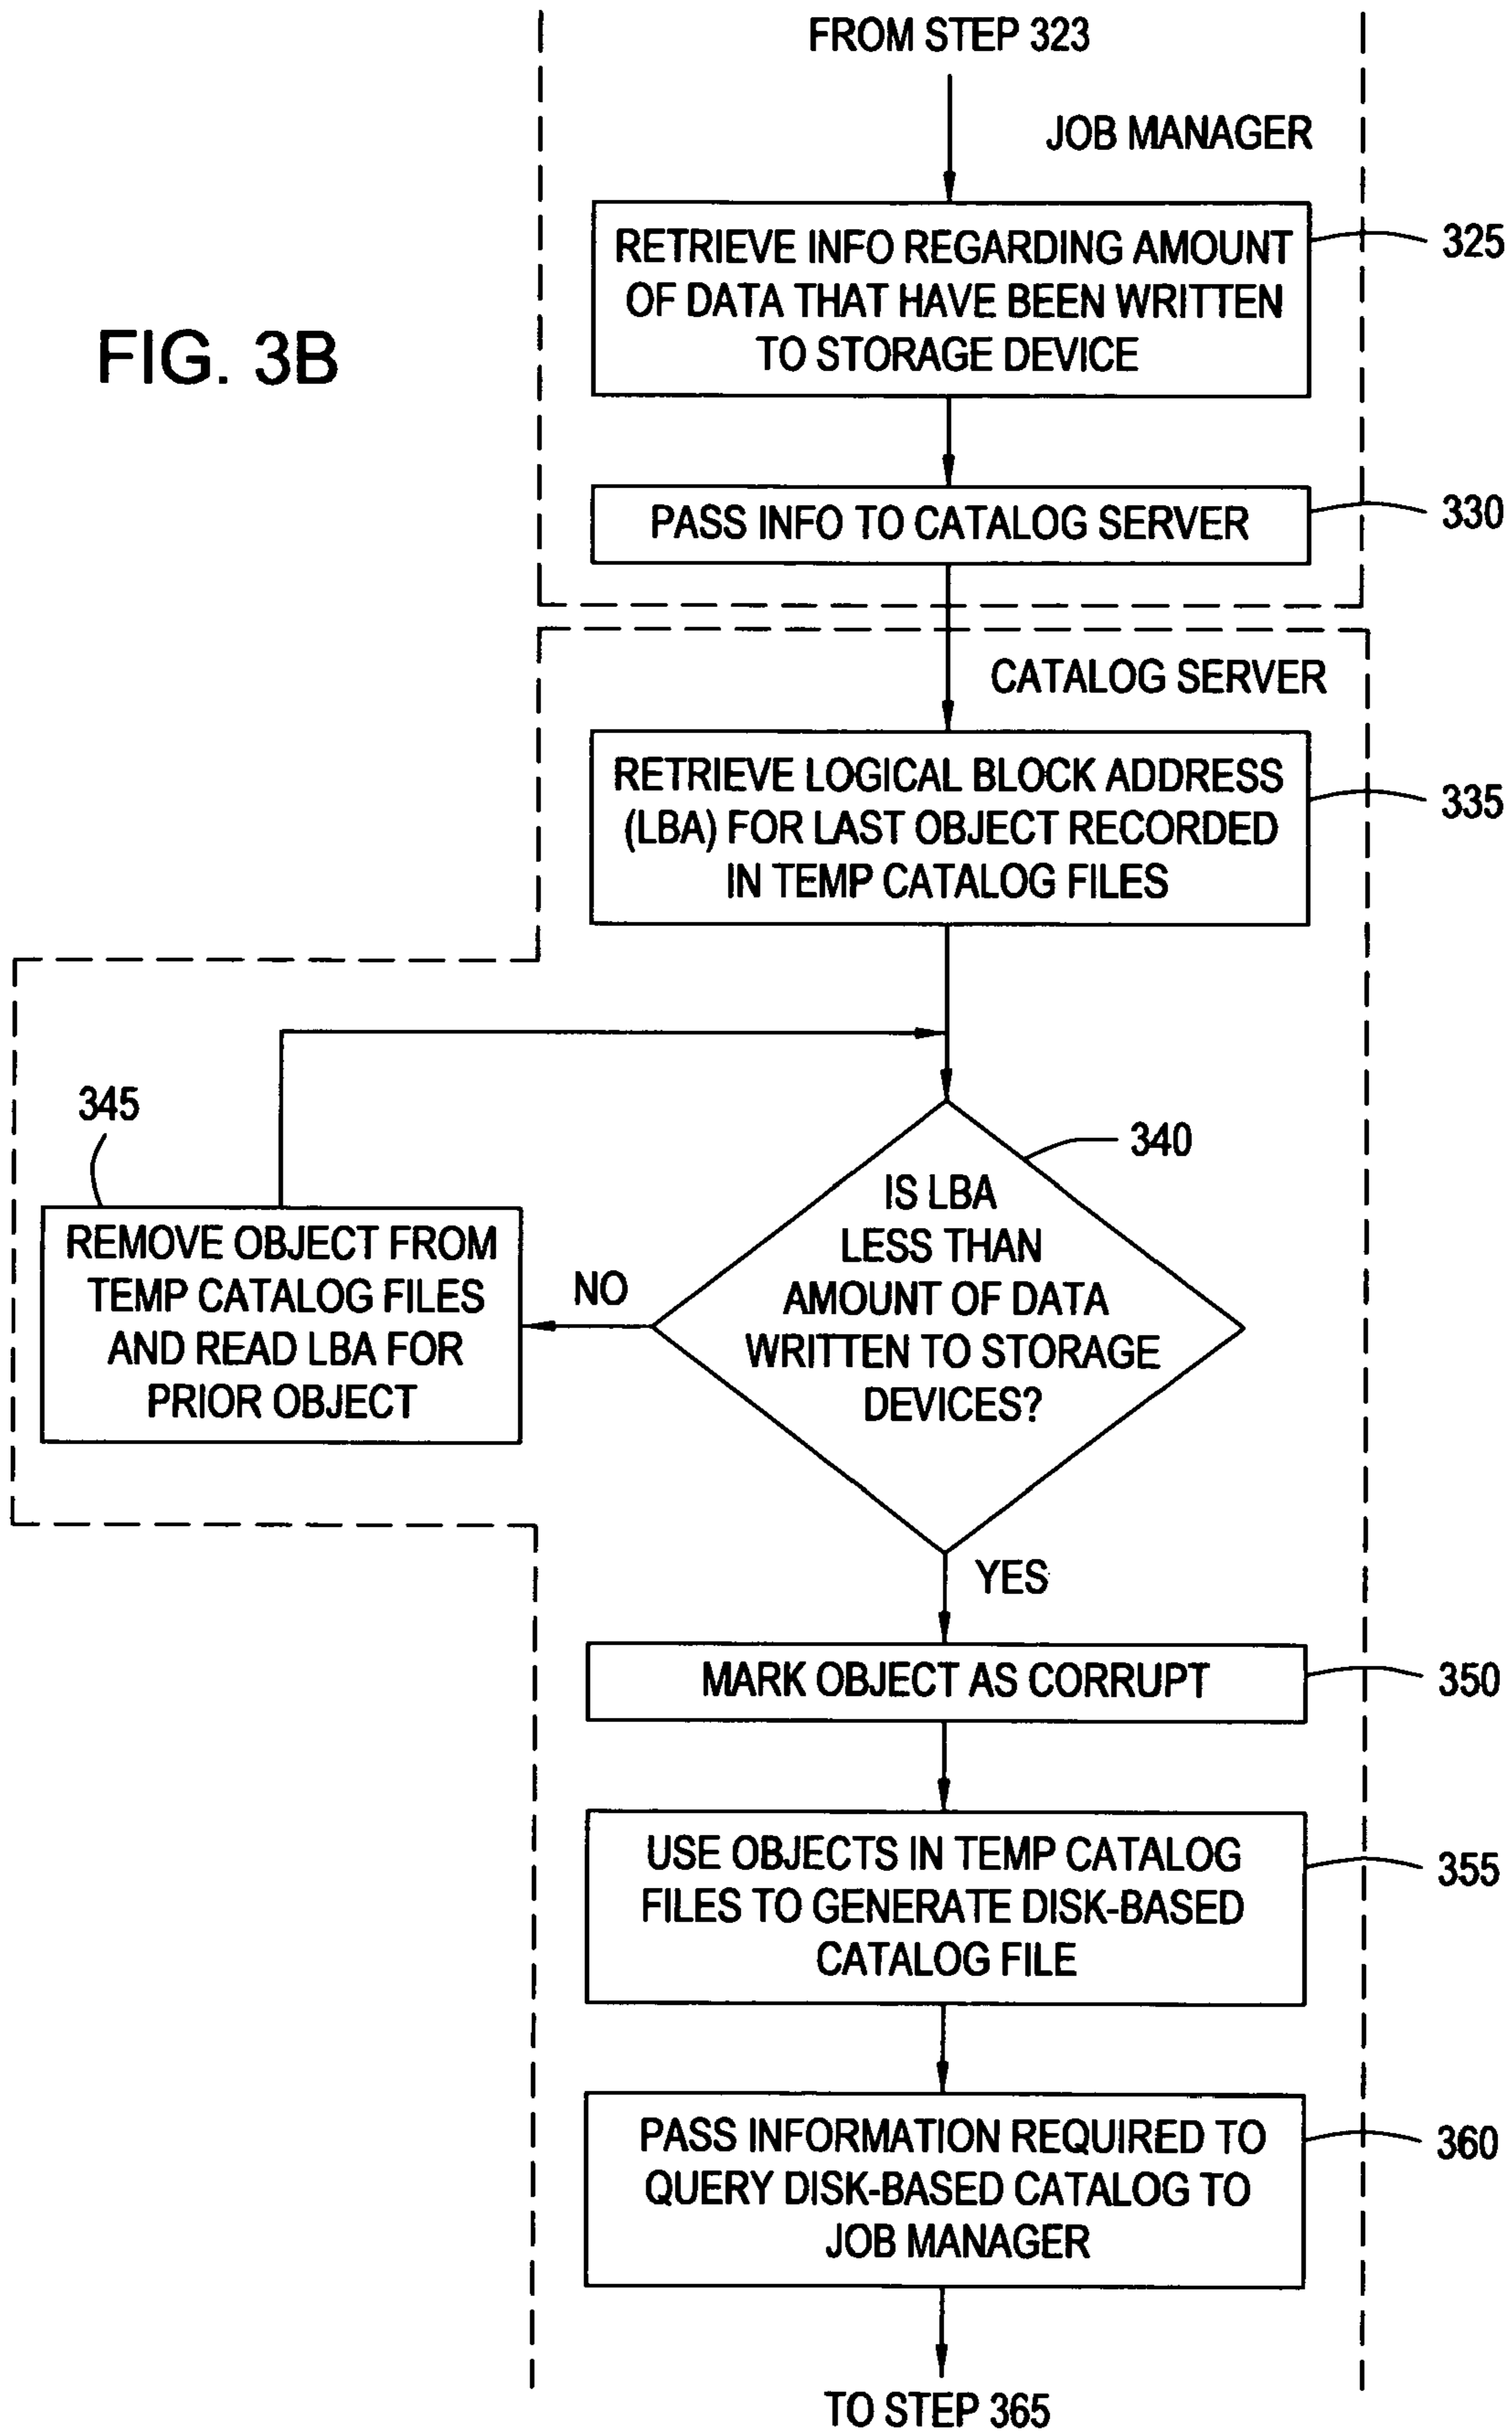 FROM STEP 323
JOB MANAGER
RETRIEVE INFO REGARDING AMOUNT
OF DATA THAT HAVE BEEN WRITTEN
TO STORAGE DEVICE
325
FIG. 3B
PASS INFO TO CATALOG SERVER
330
CATALOG SERVER
RETRIEVE LOGICAL BLOCK ADDRESS
(LBA) FOR LAST OBJECT RECORDED
IN TEMP CATALOG FILES
335
345
340
REMOVE OBJECT FROM
TEMP CATALOG FILES
AND READ LBA FOR
PRIOR OBJECT
NO
IS LBA
LESS THAN
AMOUNT OF DATA
WRITTEN TO STORAGE
DEVICES?
YES
MARK OBJECT AS CORRUPT
350
USE OBJECTS IN TEMP CATALOG
FILES TO GENERATE DISK-BASED
CATALOG FILE
355
PASS INFORMATION REQUIRED TO
QUERY DISK-BASED CATALOG TO
JOB MANAGER
360
TO STEP 365